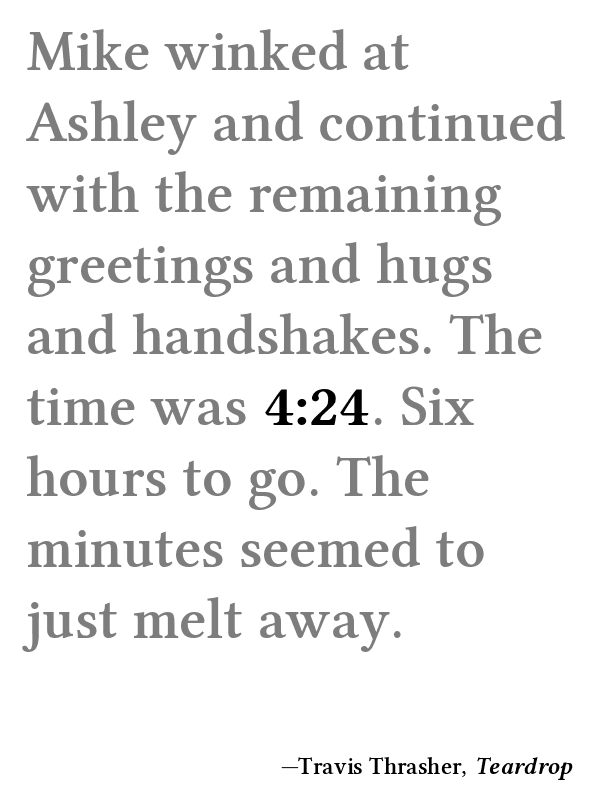 Mike winked at
Ashley and continued
with the remaining
greetings and hugs
and handshakes. The
time was 4:24. Six
hours to go. The
minutes seemed to
just melt away.
—Travis Thrasher, Teardrop